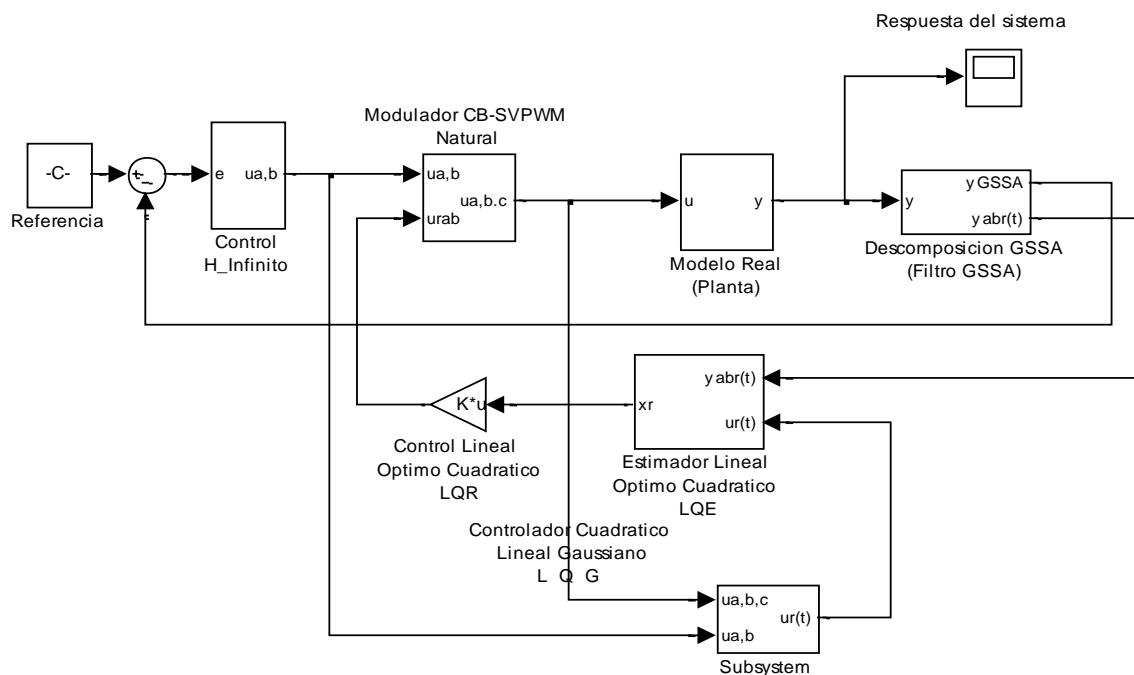 Respuesta del sistema
Modulador CB-SVPWM
Natural
-C-
Referencia
+
-
e
ua,b
Control
H_Infinito
ua,b
urab
ua,b.c
u
y
Modelo Real
(Planta)
y
y GSSA
y abr(t)
Descomposicion GSSA
(Filtro GSSA)
K*u
Control Lineal
Optimo Cuadratico
LQR
xr
y abr(t)
ur(t)
Estimador Lineal
Optimo Cuadratico
LQE
Controlador Cuadratico
Lineal Gaussiano
L Q G
ua,b,c
ua,b
ur(t)
Subsystem